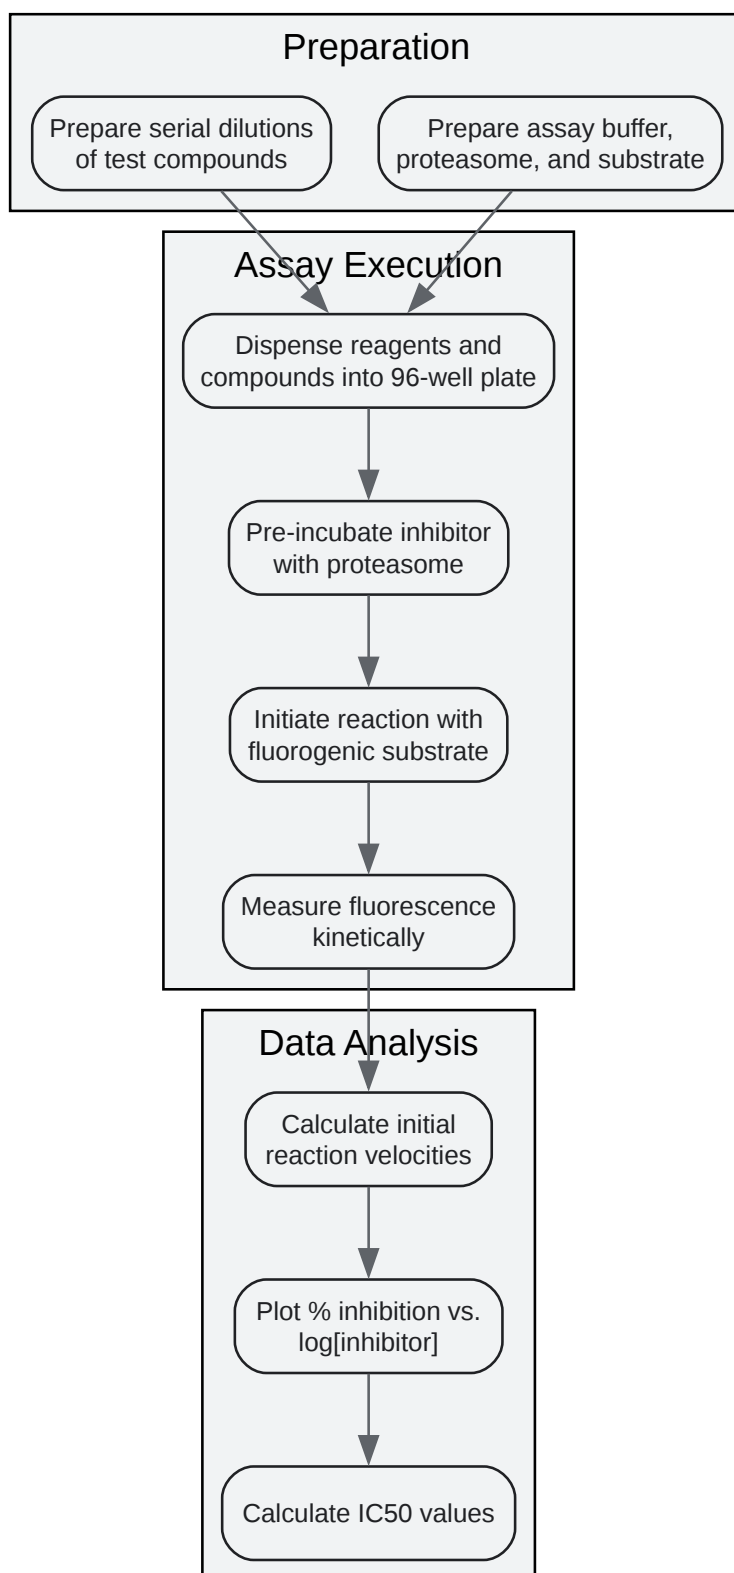 Preparation
Prepare serial dilutions
of test compounds
Prepare assay buffer,
proteasome, and substrate
Assay Execution
Dispense reagents and
compounds into 96-well plate
Pre-incubate inhibitor
with proteasome
Initiate reaction with
fluorogenic substrate
Measure fluorescence
kinetically
Data Analysis
Calculate initial
reaction velocities
Plot % inhibition vs.
log[inhibitor]
Calculate IC50 values